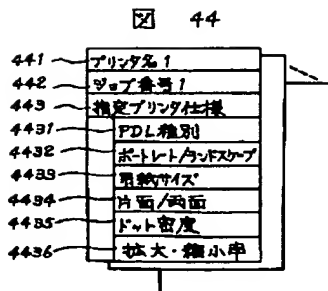 図 44
441 プリンタ名1
442 ジョブ番号1
443 指定プリンタ仕様
4431 PDL種別
4432 ポートレート/ランドスケープ
4433 用紙サイズ
4434 片面/両面
4435 ドット密度
4436 拡大・縮小率